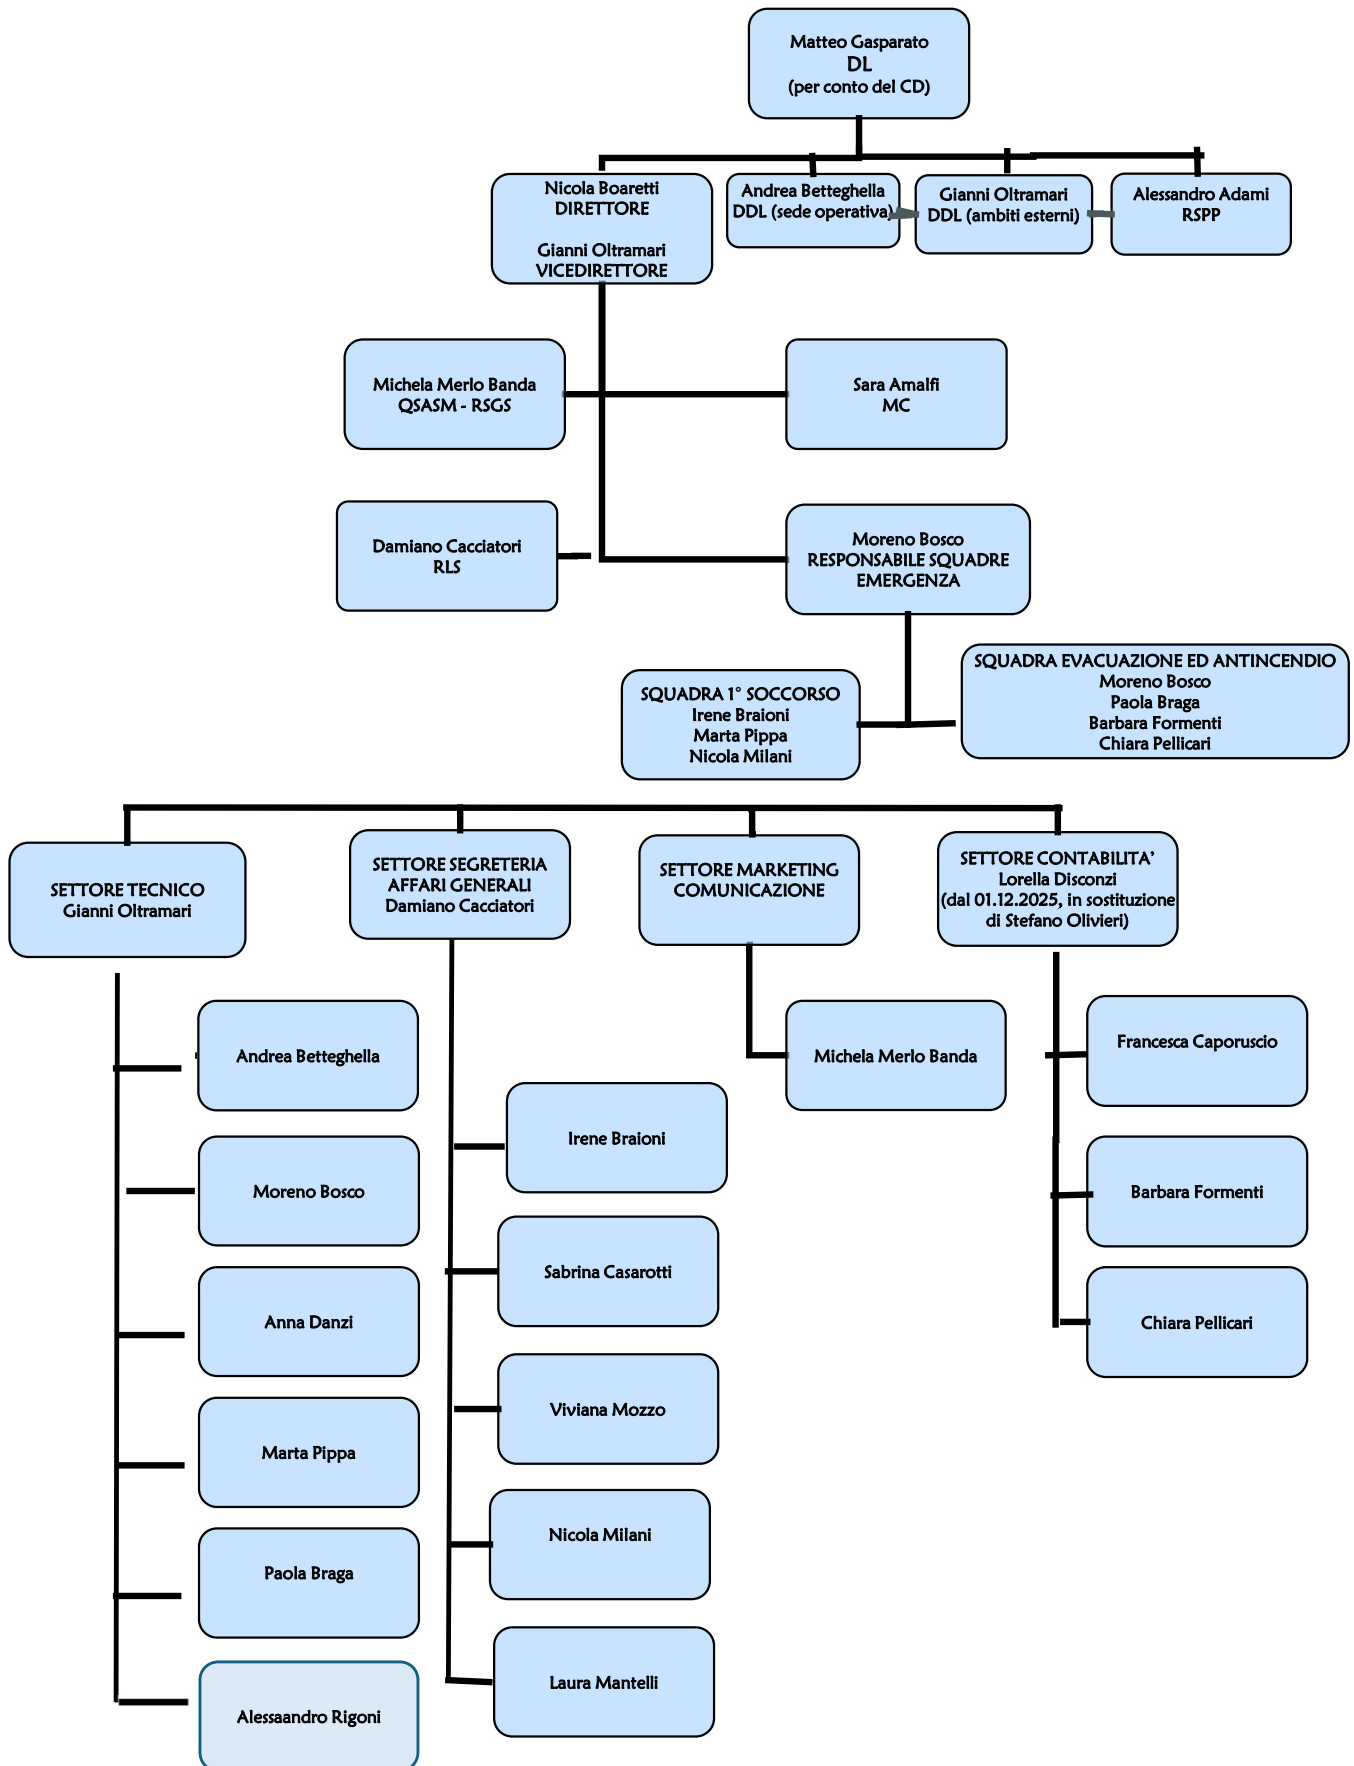 Matteo Gasparato
DL
(per conto del CD)
Nicola Boaretti
DIRETTORE
Gianni Oltramari
VICEDIRETTORE
Andrea Betteghella
DDL (sede operativa)
Gianni Oltramari
DDL (ambiti esterni)
Alessandro Adami
RSPP
Michela Merlo Banda
QSASM - RSGS
Sara Amalfi
MC
Damiano Cacciatori
RLS
Moreno Bosco
RESPONSABILE SQUADRE
EMERGENZA
SQUADRA 1° SOCCORSO
Irene Braioni
Marta Pippa
Nicola Milani
SQUADRA EVACUAZIONE ED ANTINCENDIO
Moreno Bosco
Paola Braga
Barbara Formenti
Chiara Pellicari
SETTORE TECNICO
Gianni Oltramari
SETTORE SEGRETERIA
AFFARI GENERALI
Damiano Cacciatori
SETTORE MARKETING
COMUNICAZIONE
SETTORE CONTABILITA’
Lorella Disconzi
(dal 01.12.2025, in sostituzione
di Stefano Olivieri)
Andrea Betteghella
Moreno Bosco
Anna Danzi
Marta Pippa
Paola Braga
Alessaandro Rigoni
Irene Braioni
Sabrina Casarotti
Viviana Mozzo
Nicola Milani
Laura Mantelli
Michela Merlo Banda
Francesca Caporuscio
Barbara Formenti
Chiara Pellicari